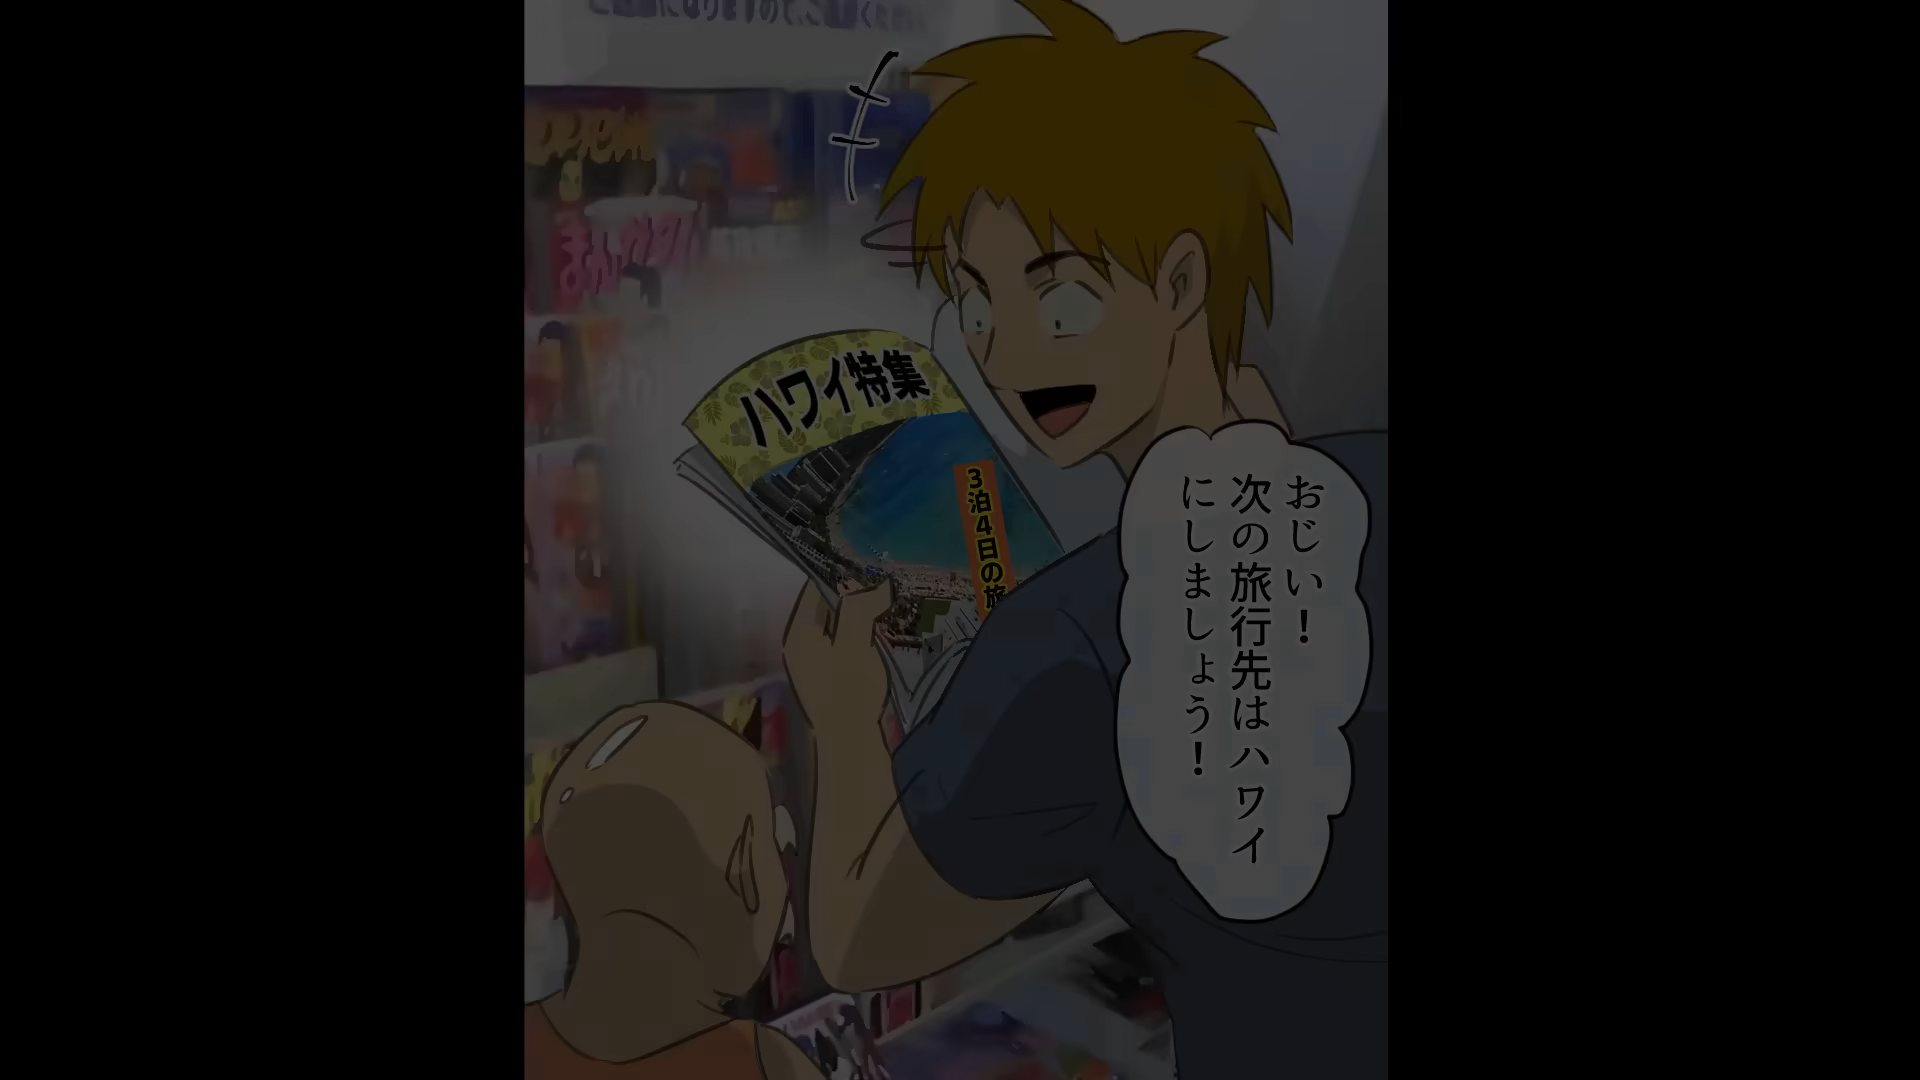 ハワイ特集
3泊4日の旅
おじい!
次の旅行先はハワイ
にしましょう!